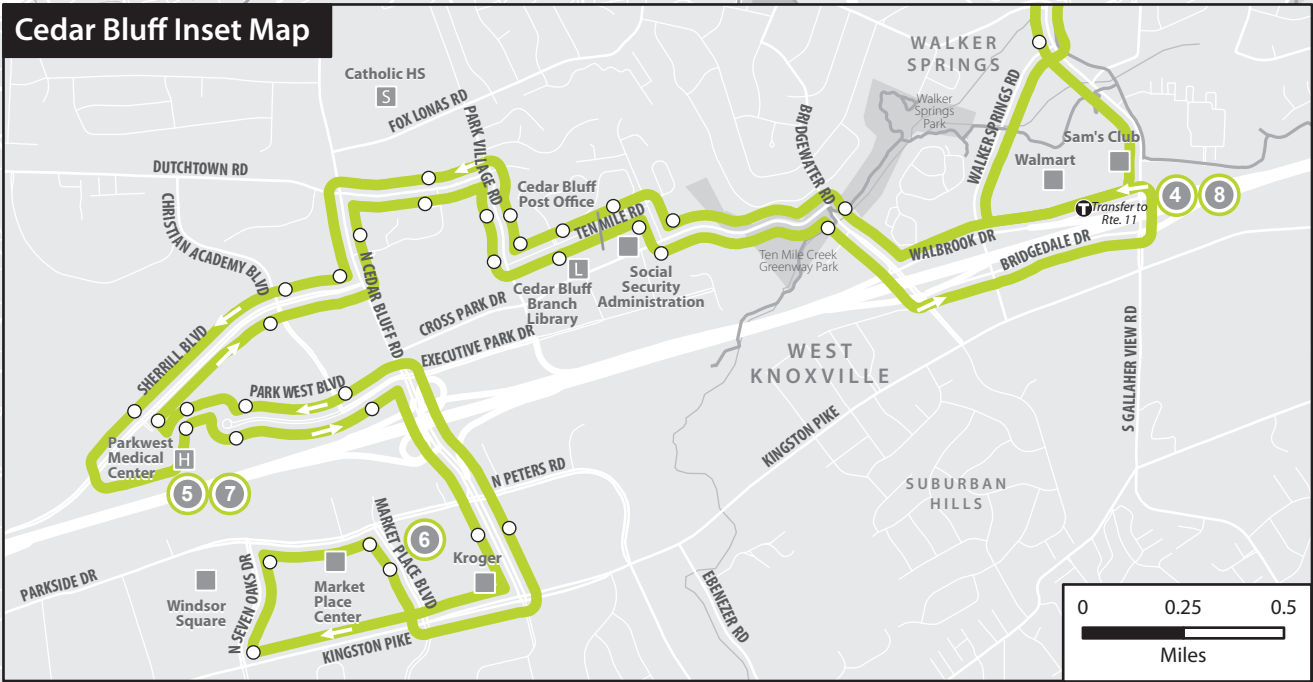 Cedar Bluff Inset Map
WALKER
SPRINGS
Catholic HS
S
FOX LONAS RD
PARK VILLAGE RD
BRIDGEWATER RD
Walker
Springs
Park
WALKER SPRINGS RD
Sam's Club
Walmart
DUTCHTOWN RD
CHRISTIAN ACADEMY BLVD
Cedar Bluff
Post Office
TEN MILE RD
4
8
T
Transfer to
Rte. 11
WALBROOK DR
BRIDGEDALE DR
Ten Mile Creek
Greenway Park
N CEDAR BLUFF RD
L
Cedar Bluff
Branch
Library
Social
Security
Administration
CROSS PARK DR
EXECUTIVE PARK DR
SHERRILL BLVD
PARK WEST BLVD
WEST
KNOXVILLE
S GALLAHER VIEW RD
KINGSTON PIKE
Parkwest
Medical
Center
H
5
7
N PETERS RD
SUBURBAN
HILLS
MARKET PLACE BLVD
6
Kroger
PARKSIDE DR
Windsor
Square
N SEVEN OAKS DR
Market
Place
Center
KINGSTON PIKE
EBENEZER RD
0
0.25
0.5
Miles